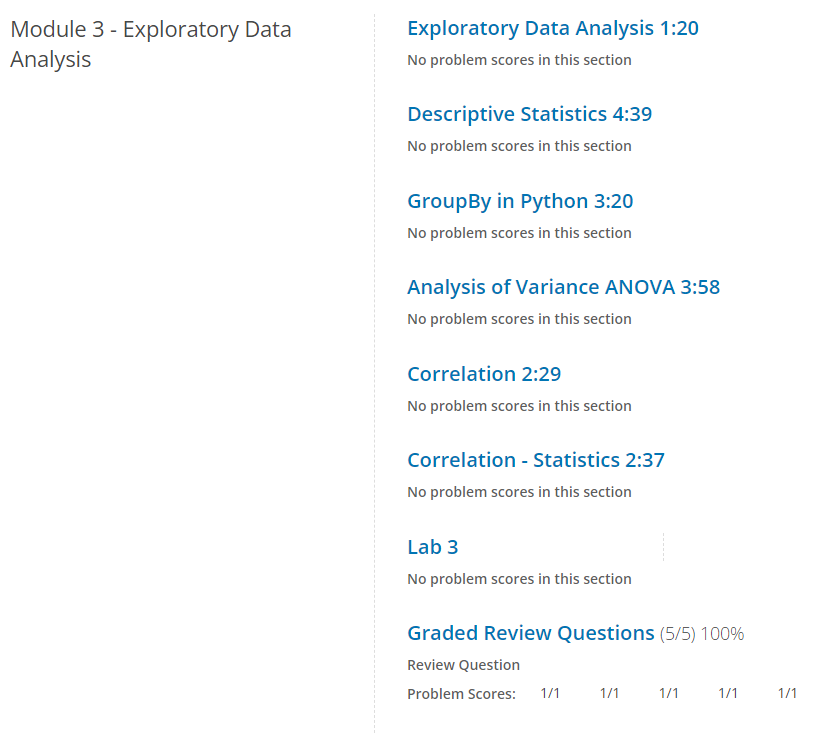 Module 3 - Exploratory Data
Analysis
Exploratory Data Analysis 1:20
No problem scores in this section
Descriptive Statistics 4:39
No problem scores in this section
GroupBy in Python 3:20
No problem scores in this section
Analysis of Variance ANOVA 3:58
No problem scores in this section
Correlation 2:29
No problem scores in this section
Correlation - Statistics 2:37
No problem scores in this section
Lab 3
No problem scores in this section
Graded Review Questions (5/5) 100%
Review Question
Problem Scores: 1/1 1/1 1/1 1/1 1/1